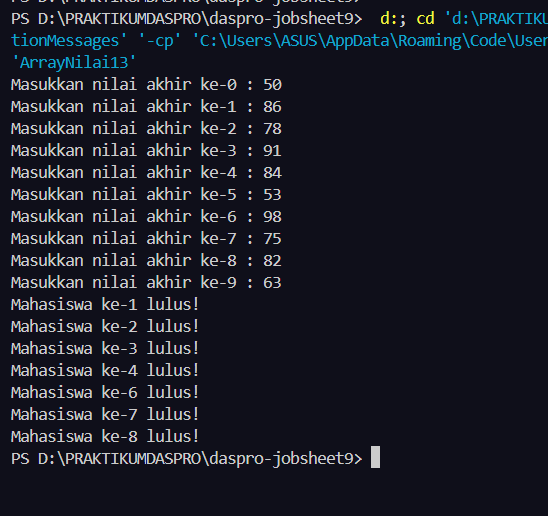 PS D:\PRAKTIKUMDASPRO\daspro-jobsheet9>
PS D:\PRAKTIKUMDASPRO\daspro-jobsheet9>  d:; cd 'd:\PRAKTIKU
tionMessages' '-cp' 'C:\Users\ASUS\AppData\Roaming\Code\User
'ArrayNilai13'
Masukkan nilai akhir ke-0 : 50
Masukkan nilai akhir ke-1 : 86
Masukkan nilai akhir ke-2 : 78
Masukkan nilai akhir ke-3 : 91
Masukkan nilai akhir ke-4 : 84
Masukkan nilai akhir ke-5 : 53
Masukkan nilai akhir ke-6 : 98
Masukkan nilai akhir ke-7 : 75
Masukkan nilai akhir ke-8 : 82
Masukkan nilai akhir ke-9 : 63
Mahasiswa ke-1 lulus!
Mahasiswa ke-2 lulus!
Mahasiswa ke-3 lulus!
Mahasiswa ke-4 lulus!
Mahasiswa ke-6 lulus!
Mahasiswa ke-7 lulus!
Mahasiswa ke-8 lulus!
PS D:\PRAKTIKUMDASPRO\daspro-jobsheet9>